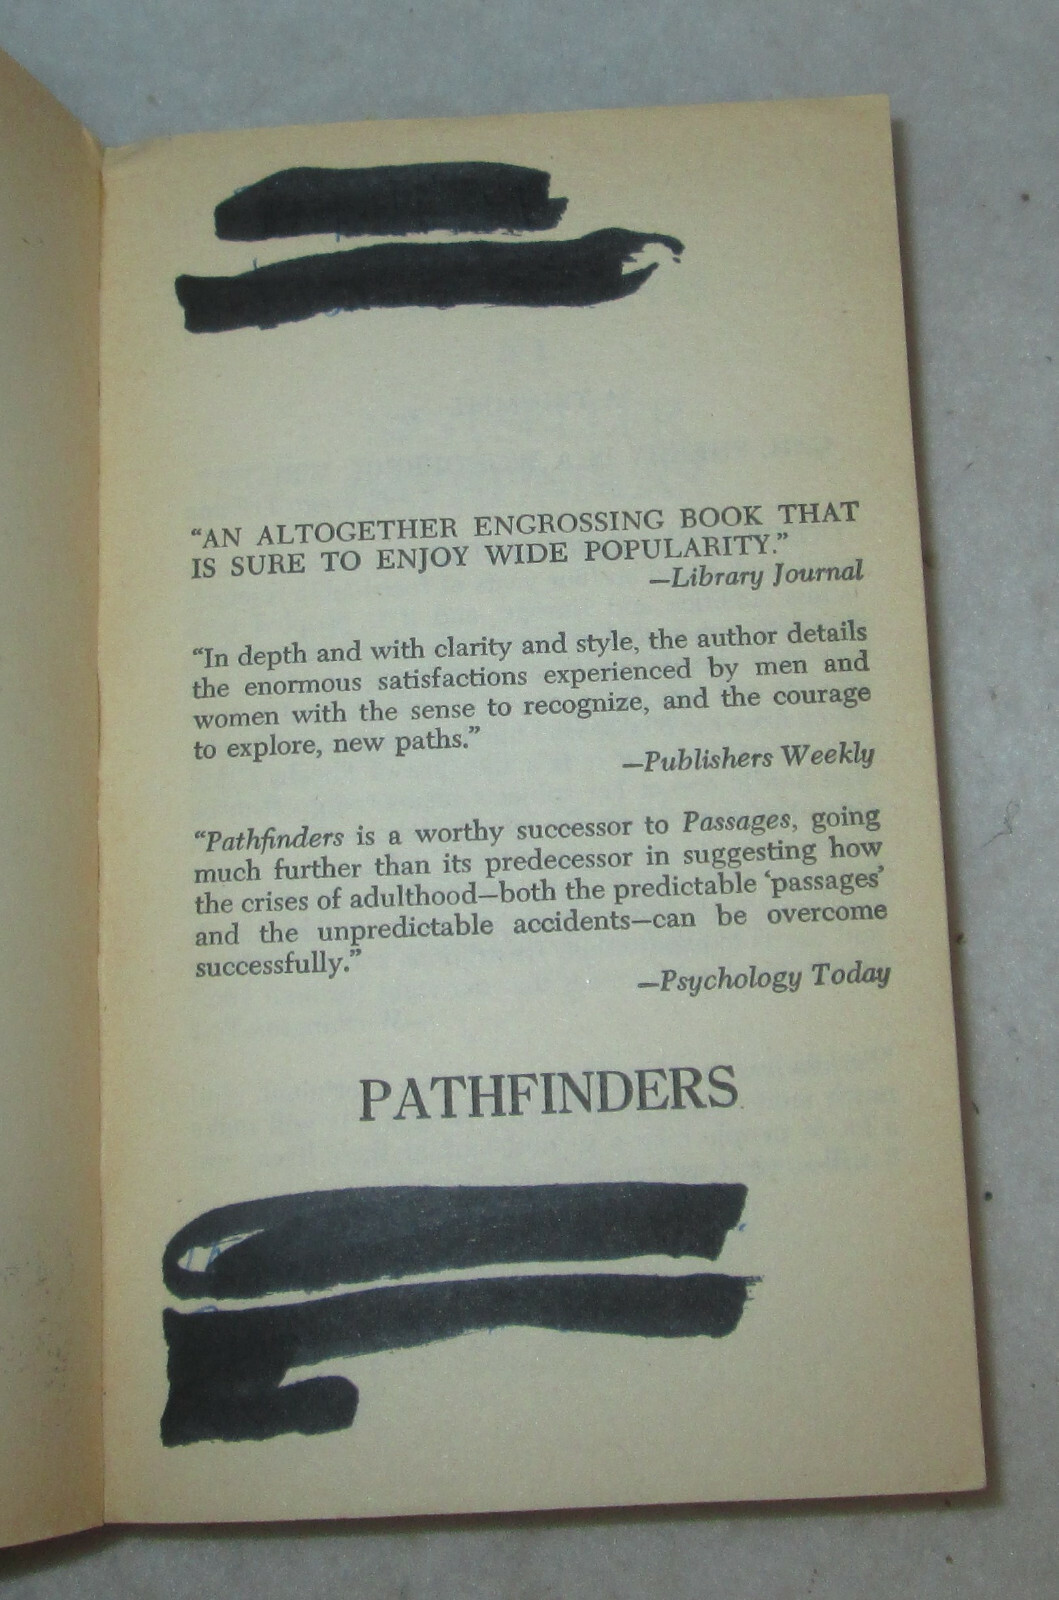 “AN ALTOGETHER ENGROSSING BOOK THAT
IS SURE TO ENJOY WIDE POPULARITY.”
—Library Journal
“In depth and with clarity and style, the author details
the enormous satisfactions experienced by men and
women with the sense to recognize, and the courage
to explore, new paths.”
—Publishers Weekly
“Pathfinders is a worthy successor to Passages, going
much further than its predecessor in suggesting how
the crises of adulthood—both the predictable ‘passages’
and the unpredictable accidents—can be overcome
successfully.”
—Psychology Today
PATHFINDERS